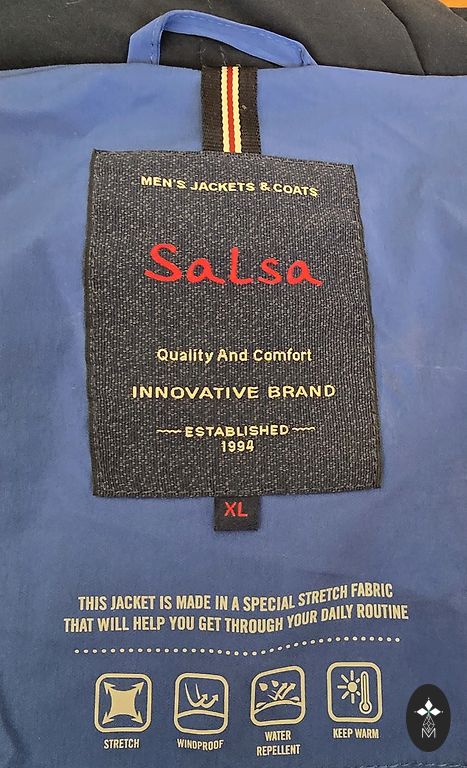 MEN'S JACKETS & COATS
Salsa
Quality And Comfort
INNOVATIVE BRAND
ESTABLISHED
1994
XL
THIS JACKET IS MADE IN A SPECIAL STRETCH FABRIC
THAT WILL HELP YOU GET THROUGH YOUR DAILY ROUTINE
STRETCH
WINDPROOF
WATER
REPELLENT
KEEP WARM